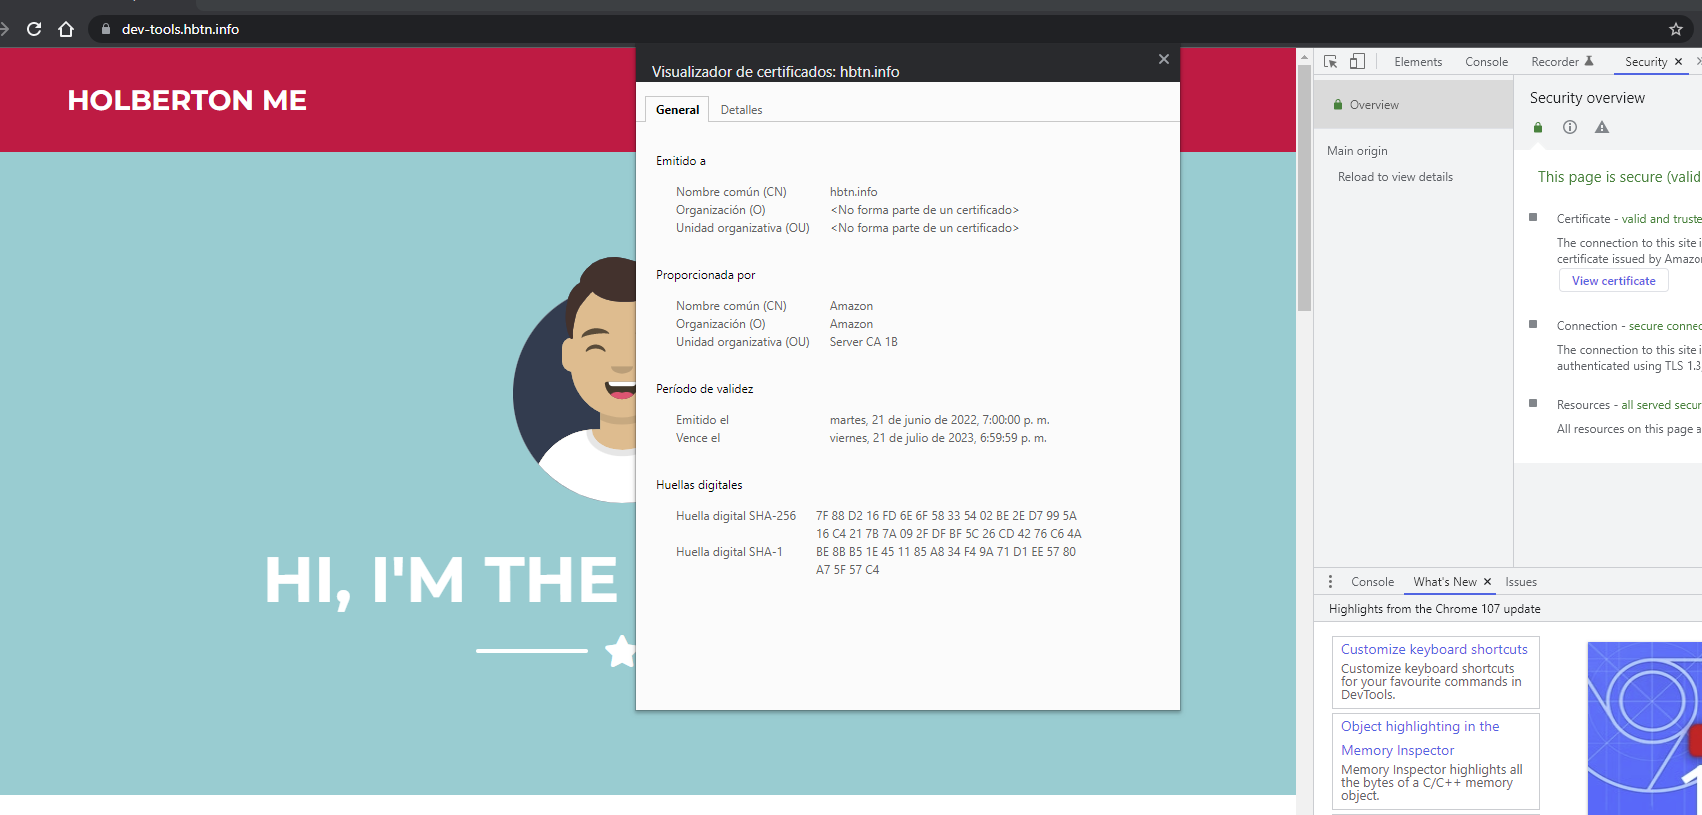 dev-tools.hbtn.info
HOLBERTON ME
HI, I'M THE
Visualizador de certificados: hbtn.info
General Detalles
Emitido a
Nombre común (CN) hbtn.info
Organización (O) <No forma parte de un certificado>
Unidad organizativa (OU) <No forma parte de un certificado>
Proporcionada por
Nombre común (CN) Amazon
Organización (O) Amazon
Unidad organizativa (OU) Server CA 1B
Período de validez
Emitido el martes, 21 de junio de 2022, 7:00:00 p. m.
Vence el viernes, 21 de julio de 2023, 6:59:59 p. m.
Huellas digitales
Huella digital SHA-256 7F 88 D2 16 FD 6E 6F 58 33 54 02 BE 2E D7 99 5A
16 C4 21 7B 7A 09 2F DF BF 5C 26 CD 42 76 C6 4A
Huella digital SHA-1 BE 8B B5 1E 45 11 85 A8 34 F4 9A 71 D1 EE 57 80
A7 5F 57 C4
Elements Console Recorder Security
Overview
Main origin
Reload to view details
Security overview
This page is secure (valid
Certificate - valid and truste
The connection to this site i
certificate issued by Amazo
View certificate
Connection - secure connec
The connection to this site i
authenticated using TLS 1.3,
Resources - all served secur
All resources on this page a
Console What's New Issues
Highlights from the Chrome 107 update
Customize keyboard shortcuts
Customize keyboard shortcuts
for your favourite commands in
DevTools.
Object highlighting in the
Memory Inspector
Memory Inspector highlights all
the bytes of a C/C++ memory
object.